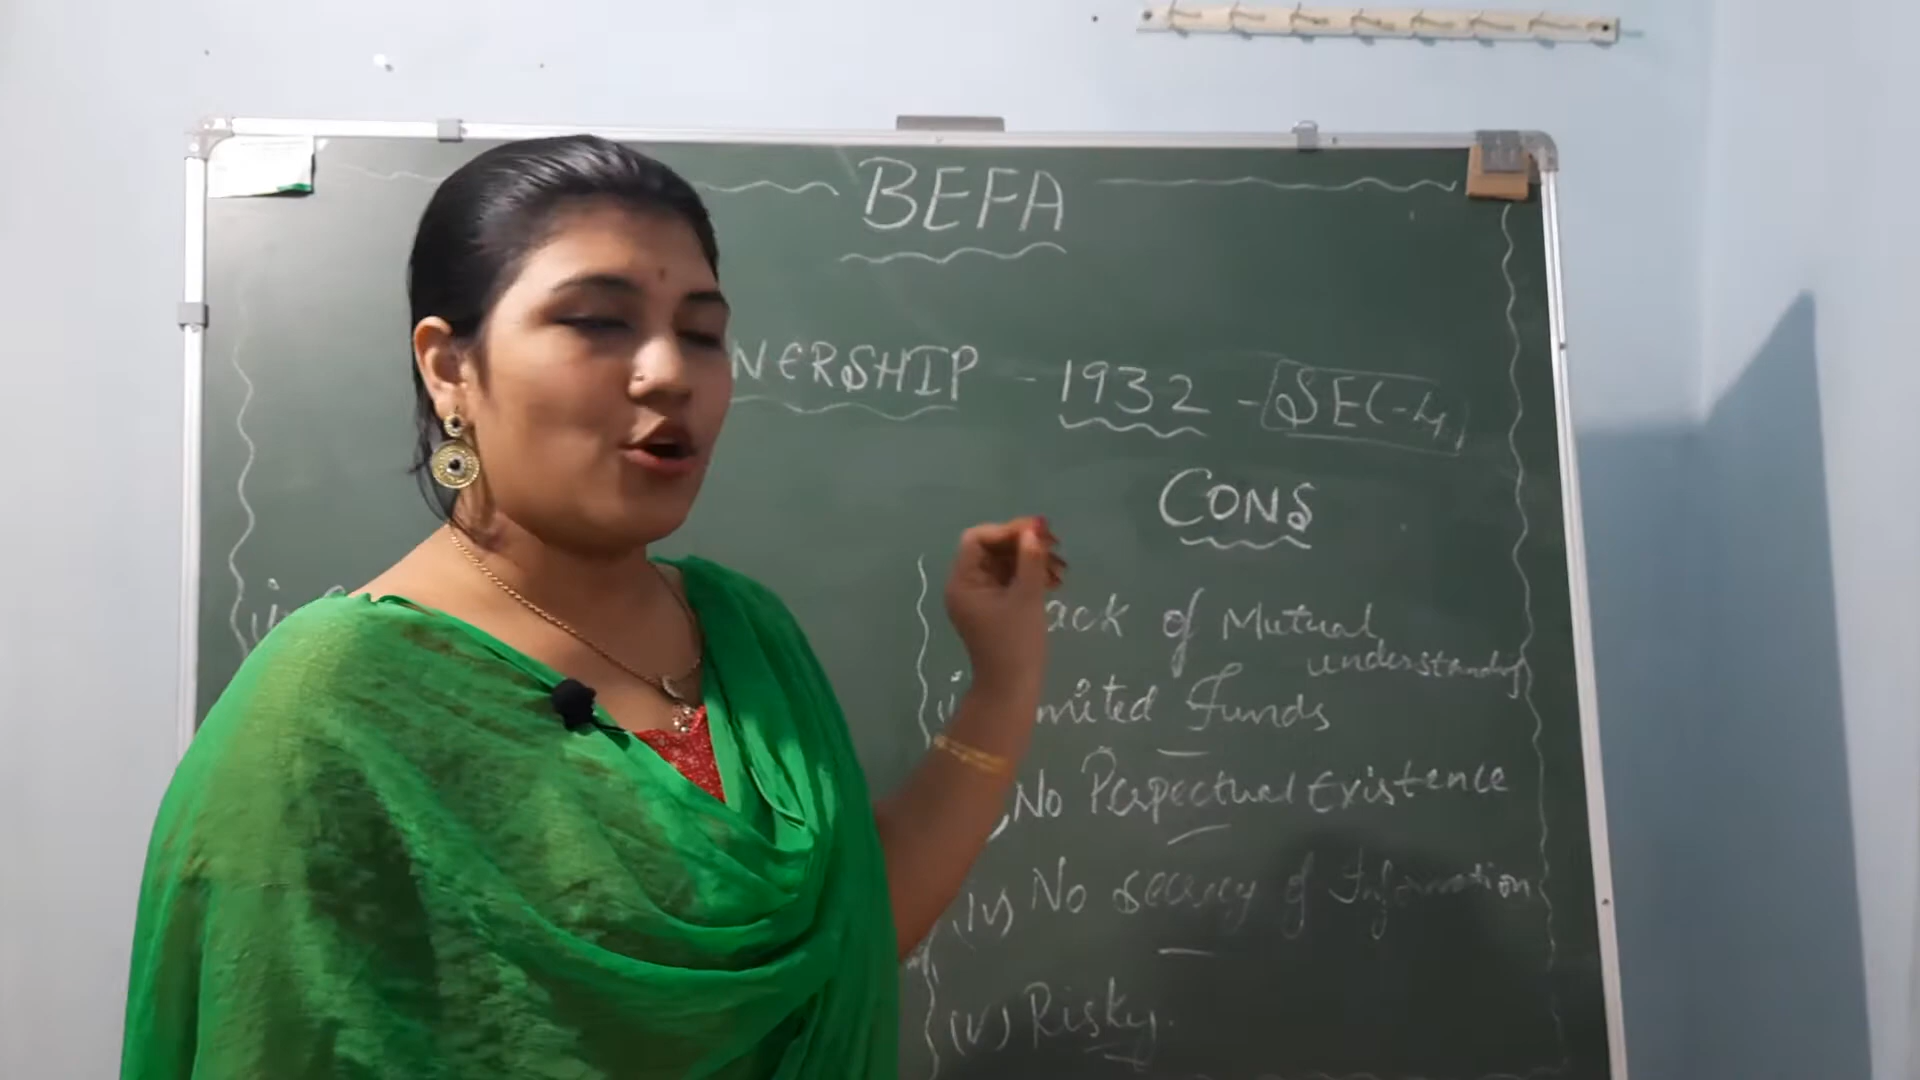 BEFA
NERSHIP - 1932 - SEC-4
CONS
ack of Mutual
understanding
mited Funds
No Perpectual Existence
(iv) No Secrecy of Information
(v) Risky.